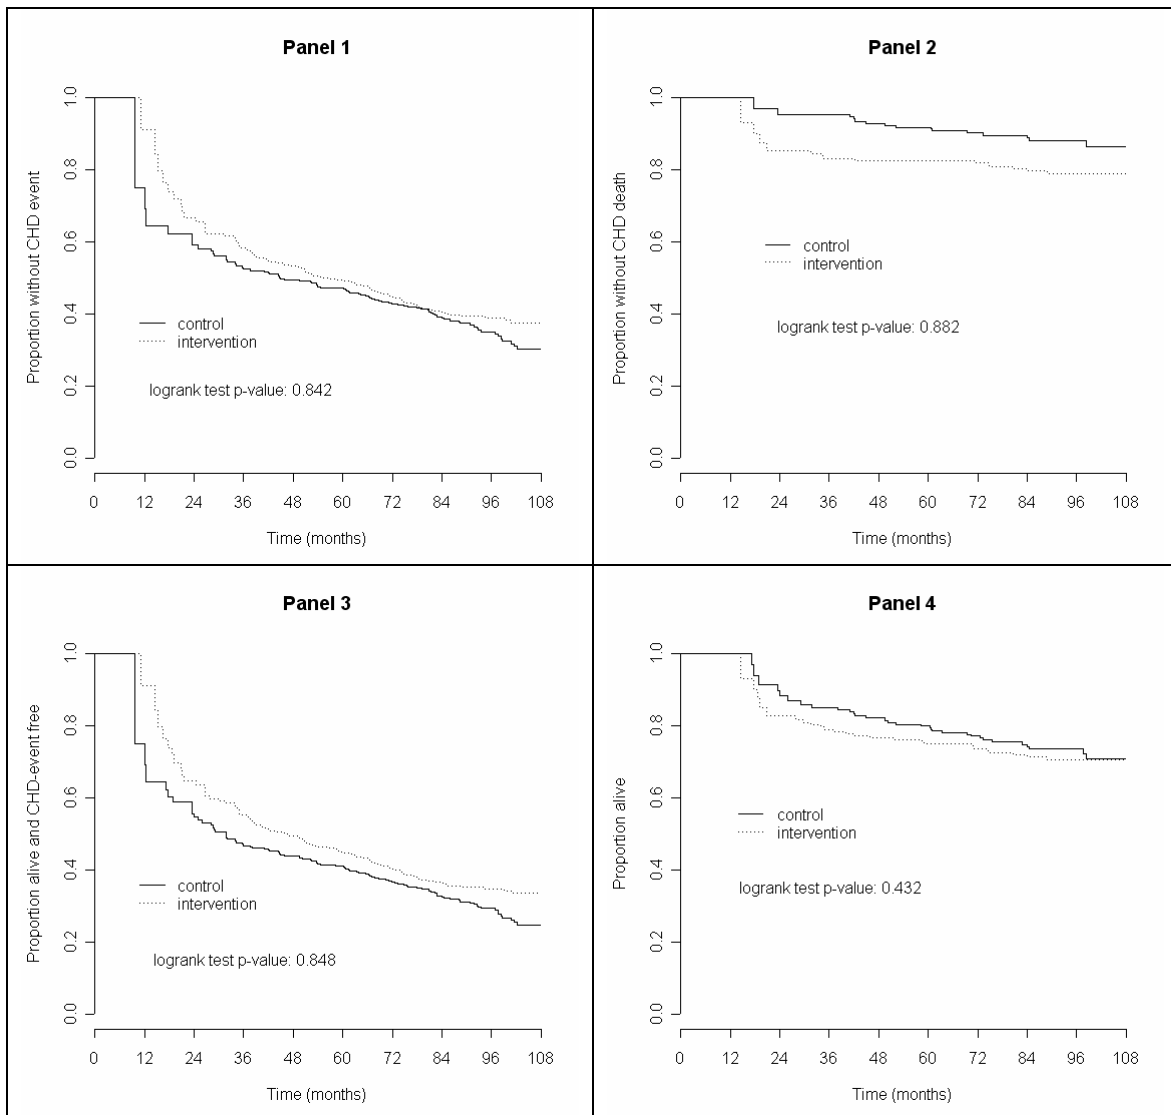 Panel 1
Proportion without CHD event
1.0
0.8
0.6
0.4
0.2
0.0
control
intervention
logrank test p-value: 0.842
0 12 24 36 48 60 72 84 96 108
Time (months)
Panel 2
Proportion without CHD death
1.0
0.8
0.6
0.4
0.2
0.0
control
intervention
logrank test p-value: 0.882
0 12 24 36 48 60 72 84 96 108
Time (months)
Panel 3
Proportion alive and CHD-event free
1.0
0.8
0.6
0.4
0.2
0.0
control
intervention
logrank test p-value: 0.848
0 12 24 36 48 60 72 84 96 108
Time (months)
Panel 4
Proportion alive
1.0
0.8
0.6
0.4
0.2
0.0
control
intervention
logrank test p-value: 0.432
0 12 24 36 48 60 72 84 96 108
Time (months)